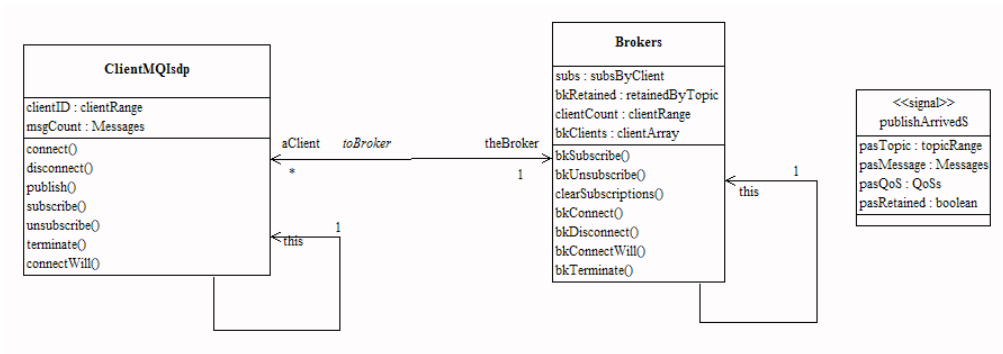 ClientMQIsdp
clientID : clientRange
msgCount : Messages
connect()
disconnect()
publish()
subscribe()
unsubscribe()
terminate()
connectWill()
aClient toBroker theBroker
* 1
1
this
Brokers
subs : subsByClient
bkRetained : retainedByTopic
clientCount : clientRange
bkClients : clientArray
bkSubscribe()
bkUnsubscribe()
clearSubscriptions()
bkConnect()
bkDisconnect()
bkConnectWill()
bkTerminate()
1
this
<<signal>>
publishArrivedS
pasTopic : topicRange
pasMessage : Messages
pasQoS : QoSs
pasRetained : boolean